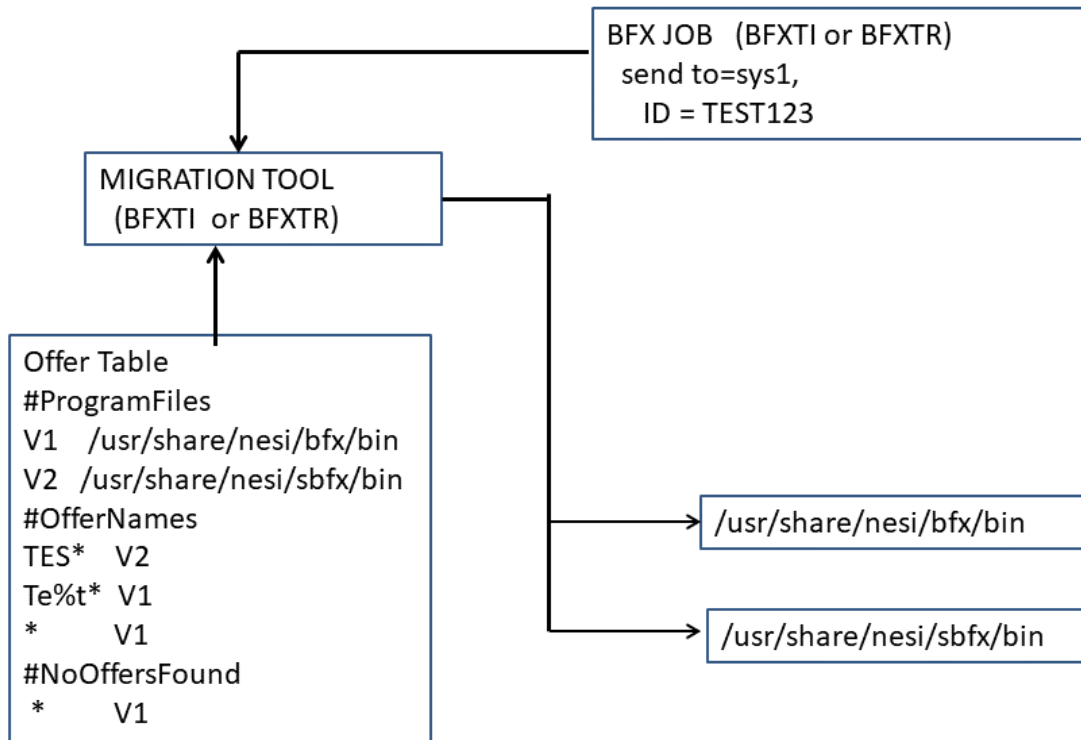 BFX JOB   (BFXTI or BFXTR)
send to=sys1,
ID = TEST123
MIGRATION TOOL
(BFXTI  or BFXTR)
Offer Table
#ProgramFiles
V1    /usr/share/nesi/bfx/bin
V2   /usr/share/nesi/sbfx/bin
#OfferNames
TES*    V2
Te%t*  V1
*         V1
#NoOffersFound
*         V1
/usr/share/nesi/bfx/bin
/usr/share/nesi/sbfx/bin